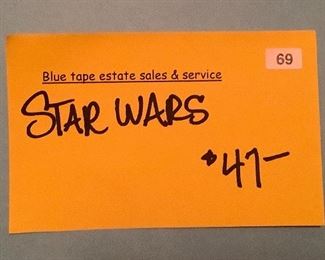 69
Blue tape estate sales & service
STAR WARS
$47—